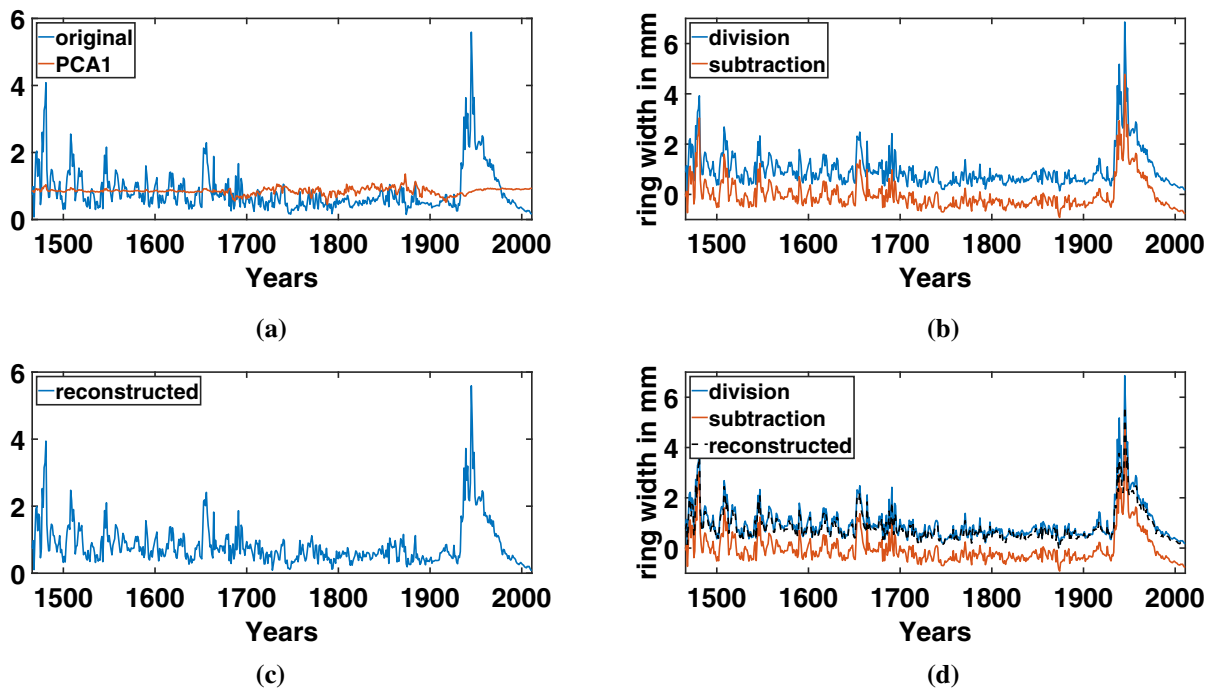 6
4
2
0
original
PCA1
1500 1600 1700 1800 1900 2000
Years
(a)
ring width in mm
6
4
2
0
division
subtraction
1500 1600 1700 1800 1900 2000
Years
(b)
6
4
2
0
reconstructed
1500 1600 1700 1800 1900 2000
Years
(c)
ring width in mm
6
4
2
0
division
subtraction
reconstructed
1500 1600 1700 1800 1900 2000
Years
(d)